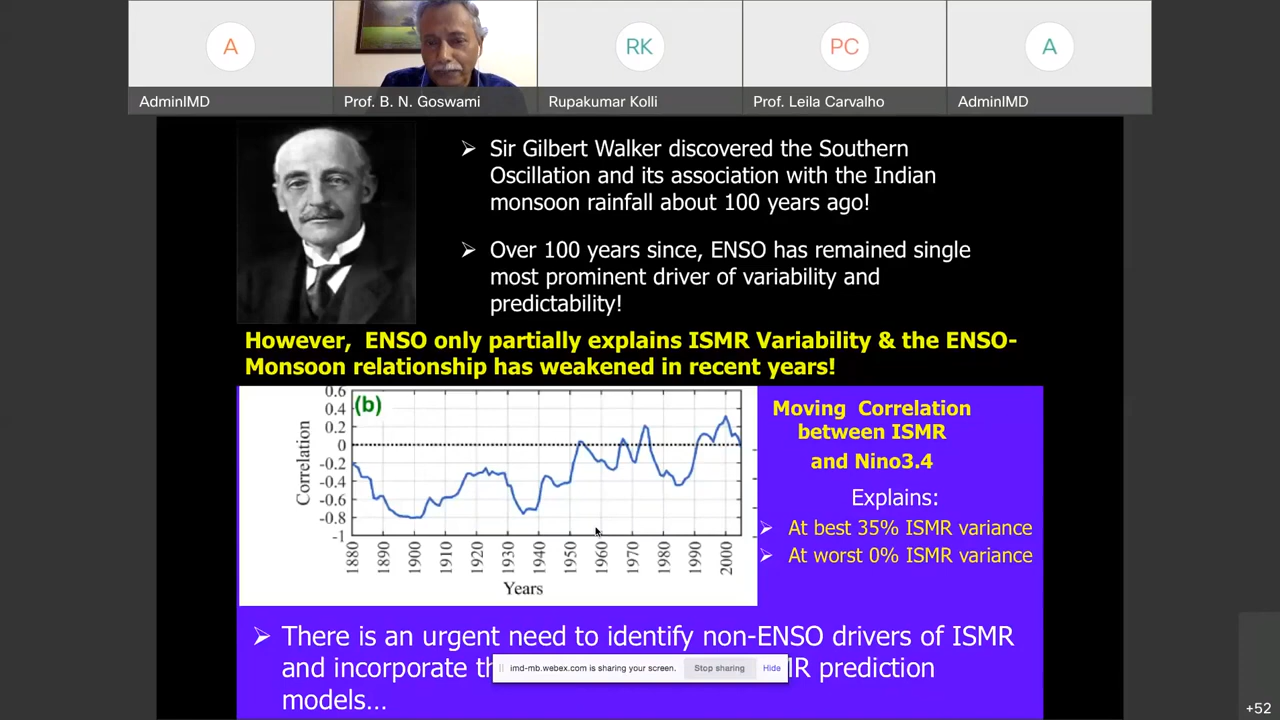 A
RK
PC
A
AdminIMD
Prof. B. N. Goswami
Rupakumar Kolli
Prof. Leila Carvalho
AdminIMD
➢ Sir Gilbert Walker discovered the Southern
Oscillation and its association with the Indian
monsoon rainfall about 100 years ago!
➢ Over 100 years since, ENSO has remained single
most prominent driver of variability and
predictability!
However, ENSO only partially explains ISMR Variability & the ENSO-
Monsoon relationship has weakened in recent years!
(b)
0.6
0.4
0.2
0
-0.2
-0.4
-0.6
-0.8
-1
Correlation
1880 1890 1900 1910 1920 1930 1940 1950 1960 1970 1980 1990 2000
Years
Moving Correlation
between ISMR
and Nino3.4
Explains:
➢ At best 35% ISMR variance
➢ At worst 0% ISMR variance
➢ There is an urgent need to identify non-ENSO drivers of ISMR
and incorporate prediction
models...
imd-mb.webex.com is sharing your screen. Stop sharing Hide
+52